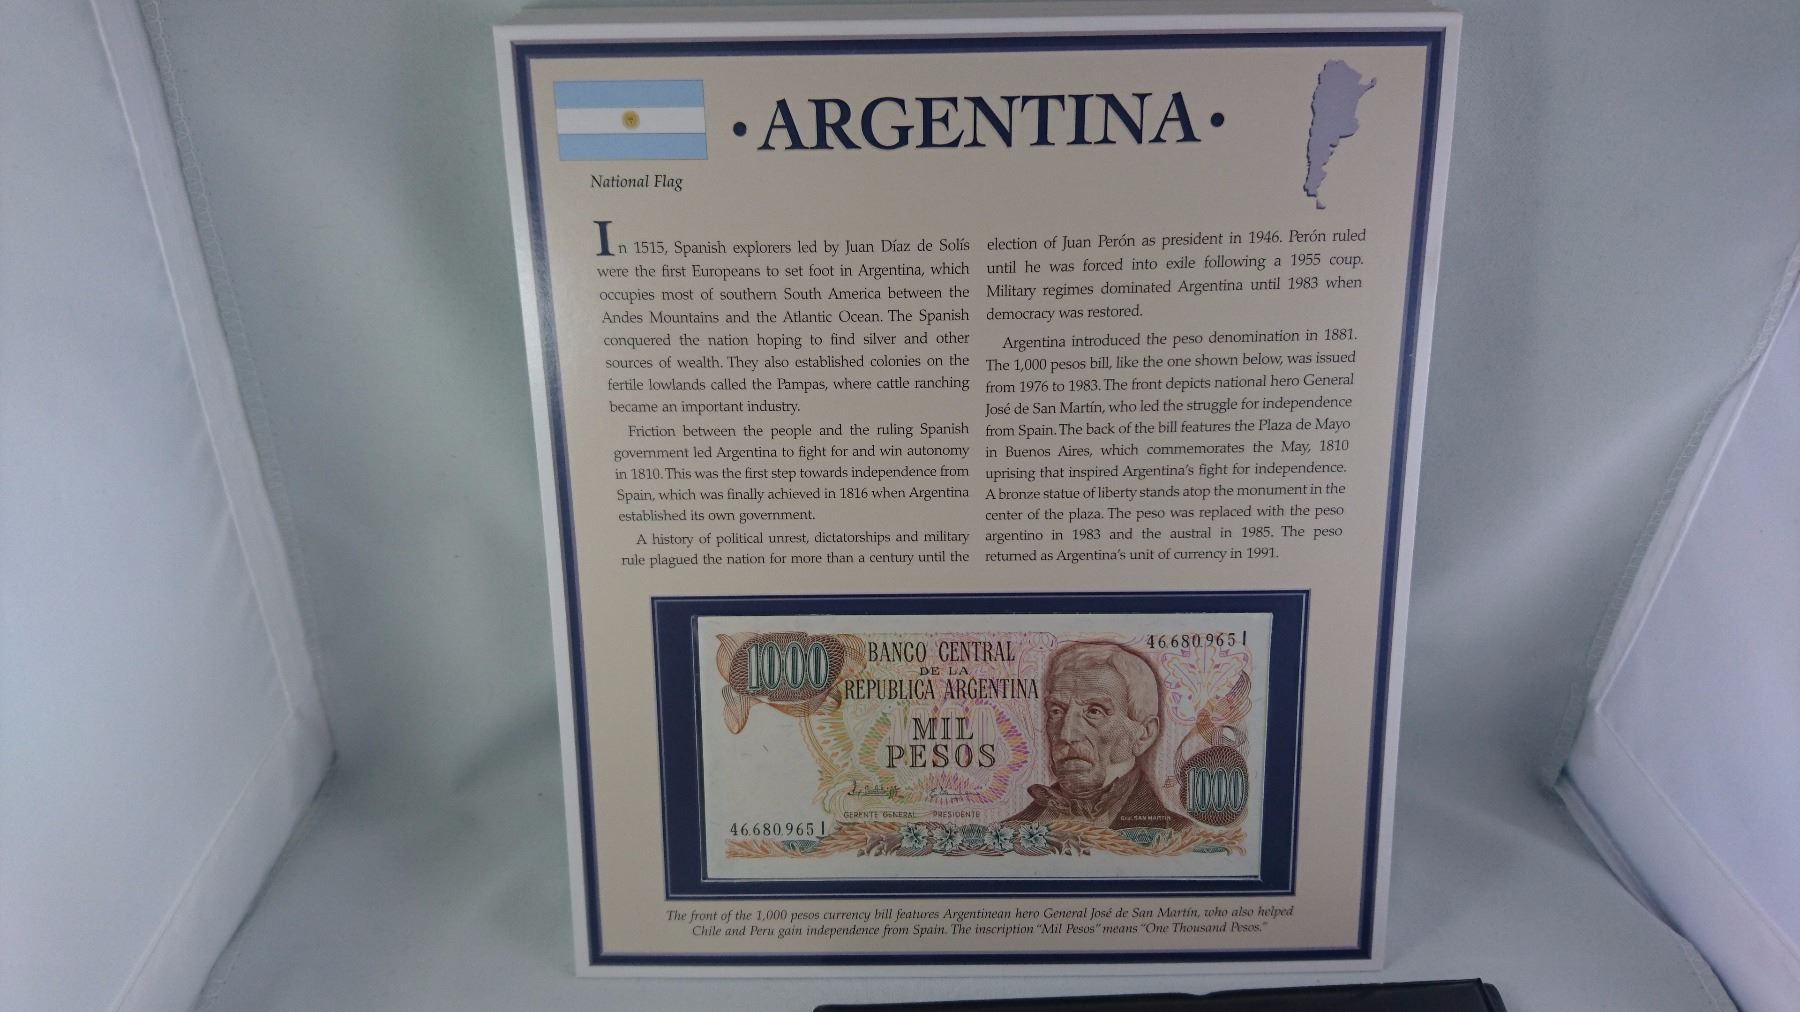 • ARGENTINA •
National Flag
In 1515, Spanish explorers led by Juan Díaz de Solís
were the first Europeans to set foot in Argentina, which
occupies most of southern South America between the
Andes Mountains and the Atlantic Ocean. The Spanish
conquered the nation hoping to find silver and other
sources of wealth. They also established colonies on the
fertile lowlands called the Pampas, where cattle ranching
became an important industry.
Friction between the people and the ruling Spanish
government led Argentina to fight for and win autonomy
in 1810. This was the first step towards independence from
Spain, which was finally achieved in 1816 when Argentina
established its own government.
A history of political unrest, dictatorships and military
rule plagued the nation for more than a century until the
election of Juan Perón as president in 1946. Perón ruled
until he was forced into exile following a 1955 coup.
Military regimes dominated Argentina until 1983 when
democracy was restored.
Argentina introduced the peso denomination in 1881.
The 1,000 pesos bill, like the one shown below, was issued
from 1976 to 1983. The front depicts national hero General
José de San Martín, who led the struggle for independence
from Spain. The back of the bill features the Plaza de Mayo
in Buenos Aires, which commemorates the May, 1810
uprising that inspired Argentina's fight for independence.
A bronze statue of liberty stands atop the monument in the
center of the plaza. The peso was replaced with the peso
argentino in 1983 and the austral in 1985. The peso
returned as Argentina's unit of currency in 1991.
1000
BANCO CENTRAL
DE LA
REPUBLICA ARGENTINA
MIL
PESOS
46.680.965 I
1000
GERENTE GENERAL PRESIDENTE
Gral. SAN MARTIN
46.680.965 I
The front of the 1,000 pesos currency bill features Argentinean hero General José de San Martín, who also helped
Chile and Peru gain independence from Spain. The inscription "Mil Pesos" means "One Thousand Pesos."